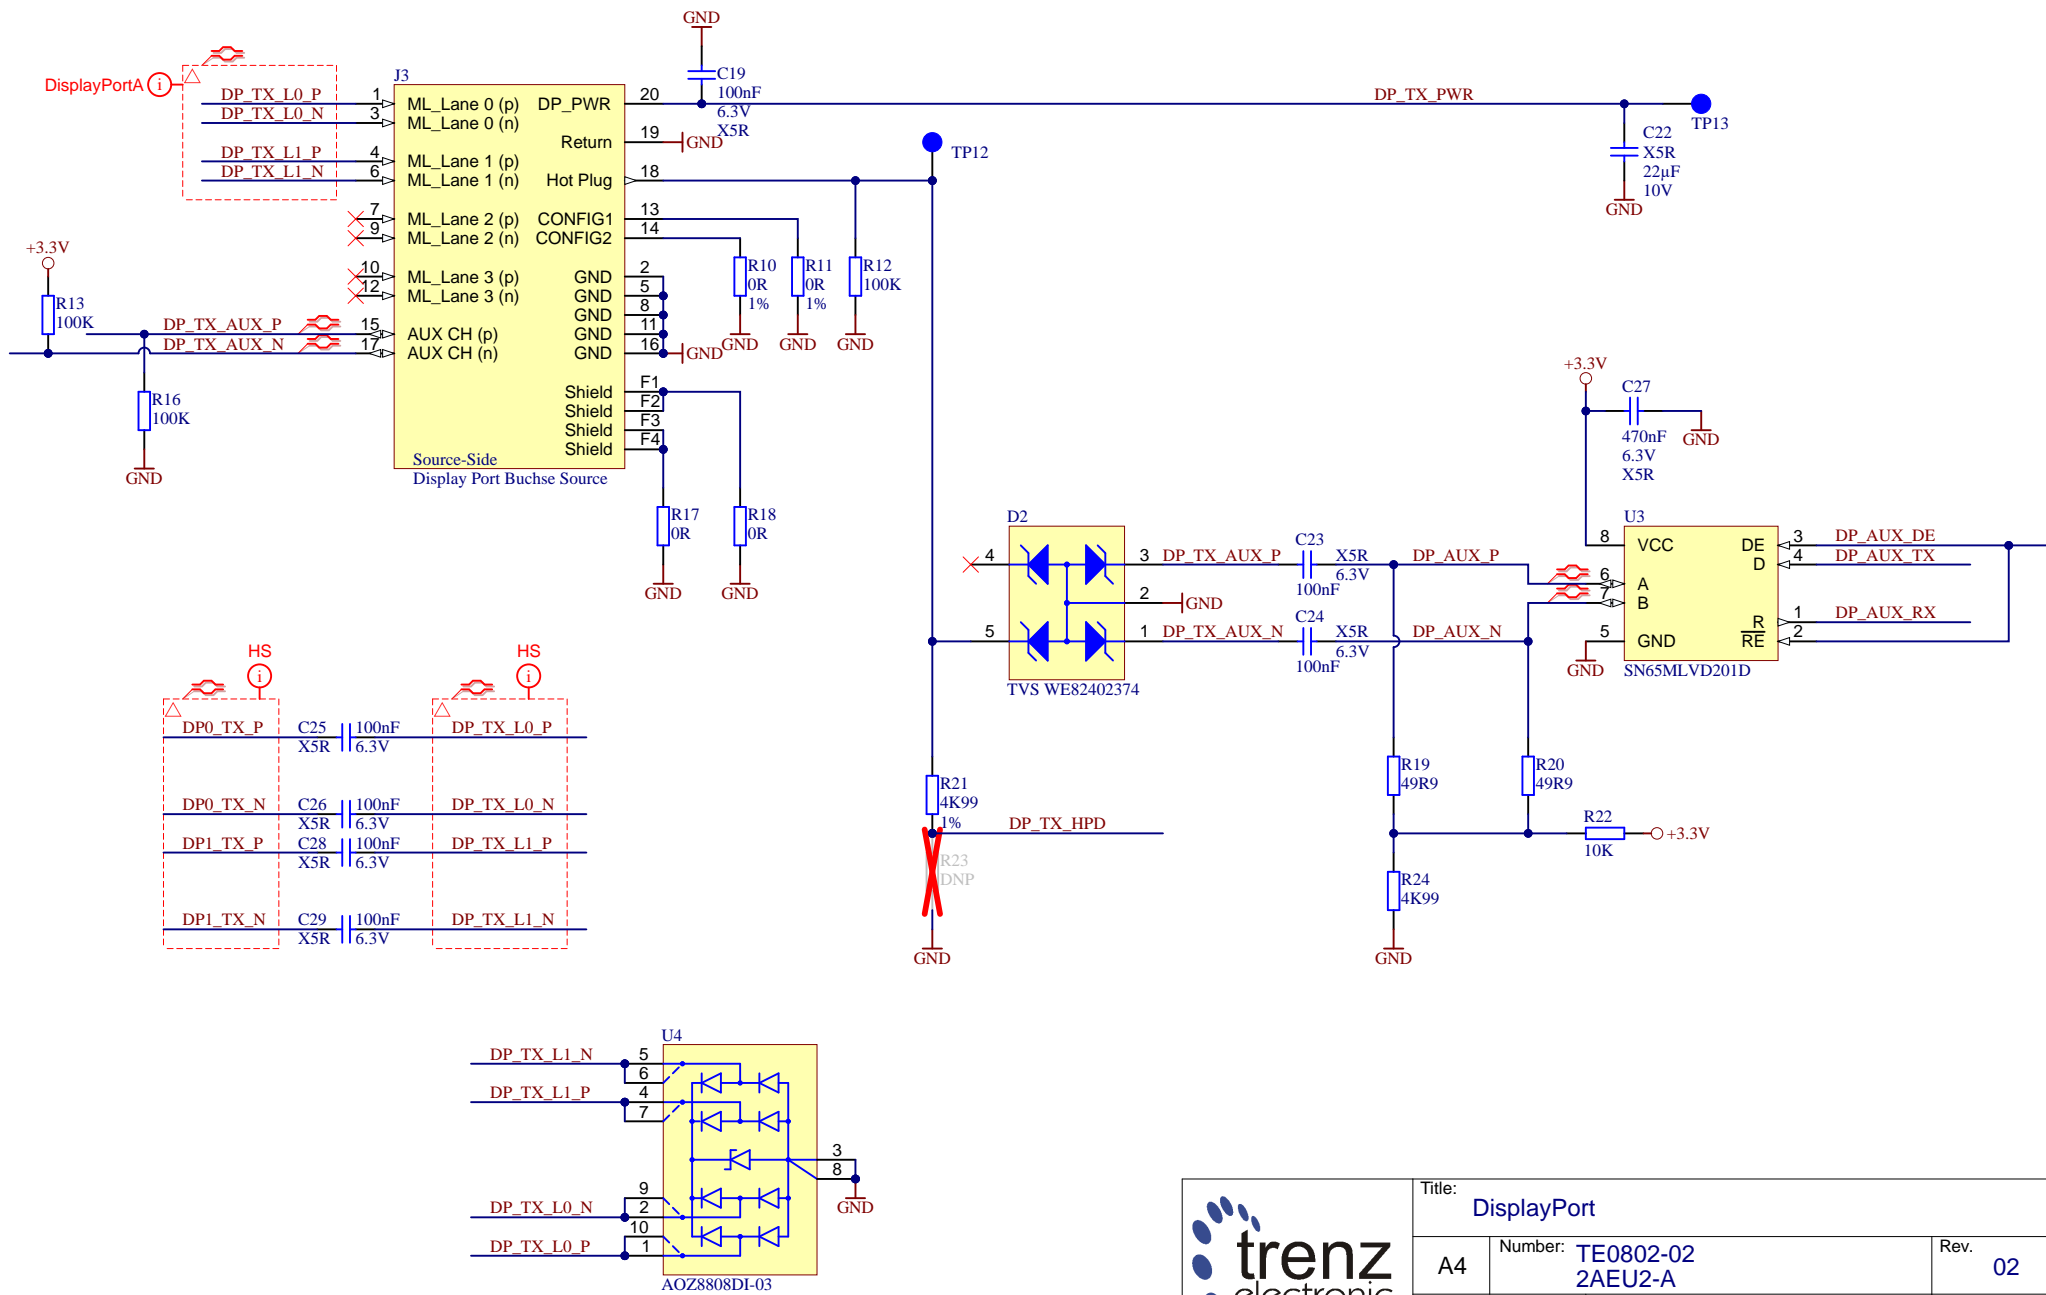 GND
DisplayPortA
i
DP_TX_L0_P
DP_TX_L0_N
DP_TX_L1_P
DP_TX_L1_N
J3
1 ML_Lane 0 (p) DP_PWR 20
3 ML_Lane 0 (n)
Return 19 GND
4 ML_Lane 1 (p)
6 ML_Lane 1 (n) Hot Plug 18
7 ML_Lane 2 (p) CONFIG1 13
9 ML_Lane 2 (n) CONFIG2 14
10 ML_Lane 3 (p) GND 2
12 ML_Lane 3 (n) GND 5
GND 8
15 AUX CH (p) GND 11
17 AUX CH (n) GND 16 GND
Shield F1
Shield F2
Shield F3
Shield F4
Source-Side
Display Port Buchse Source
C19
100nF
6.3V
X5R
DP_TX_PWR
TP13
C22
X5R
22µF
10V
GND
TP12
+3.3V
R13
100K
DP_TX_AUX_P
DP_TX_AUX_N
R16
100K
GND
R10
0R
1%
GND
R11
0R
1%
GND
R12
100K
GND
R17
0R
GND
R18
0R
GND
D2
4
5
3
2
1
TVS WE82402374
DP_TX_AUX_P
GND
DP_TX_AUX_N
C23
X5R
6.3V
100nF
C24
X5R
6.3V
100nF
DP_AUX_P
DP_AUX_N
+3.3V
C27
470nF
6.3V
X5R
GND
U3
8 VCC DE 3 DP_AUX_DE
D 4 DP_AUX_TX
6 A
7 B
R 1 DP_AUX_RX
5 GND RE 2
GND
SN65MLVD201D
R19
49R9
R20
49R9
R22
10K
+3.3V
R24
4K99
GND
R21
4K99
1%
DP_TX_HPD
R23
DNP
GND
HS
i
HS
i
DP0_TX_P C25 100nF X5R 6.3V DP_TX_L0_P
DP0_TX_N C26 100nF X5R 6.3V DP_TX_L0_N
DP1_TX_P C28 100nF X5R 6.3V DP_TX_L1_P
DP1_TX_N C29 100nF X5R 6.3V DP_TX_L1_N
U4
DP_TX_L1_N 5
6
DP_TX_L1_P 4
7
3
8
GND
9
DP_TX_L0_N 2
10
DP_TX_L0_P 1
AOZ8808DI-03
trenz
electronic
Title:
DisplayPort
A4
Number: TE0802-02
2AEU2-A
Rev.
02